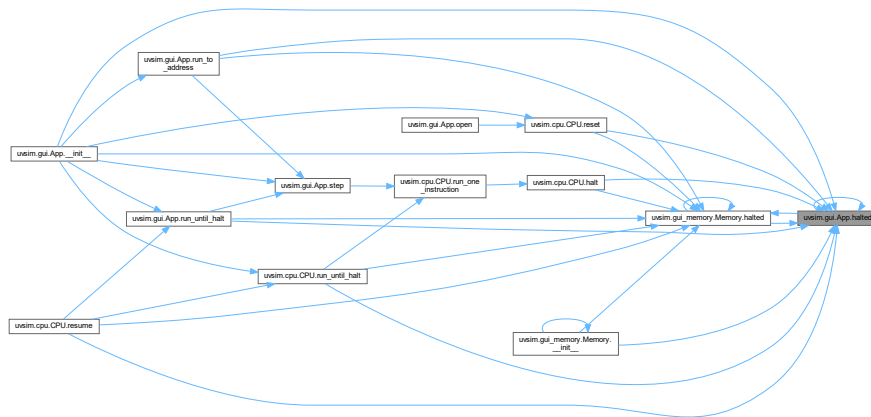 uvsim.gui.App.run_to
_address
uvsim.gui.App.open
uvsim.cpu.CPU.reset
uvsim.gui.App.__init__
uvsim.gui.App.step
uvsim.cpu.CPU.run_one
_instruction
uvsim.cpu.CPU.halt
uvsim.gui.App.run_until_halt
uvsim.gui_memory.Memory.halted
uvsim.gui.App.halted
uvsim.cpu.CPU.run_until_halt
uvsim.cpu.CPU.resume
uvsim.gui_memory.Memory.
__init__